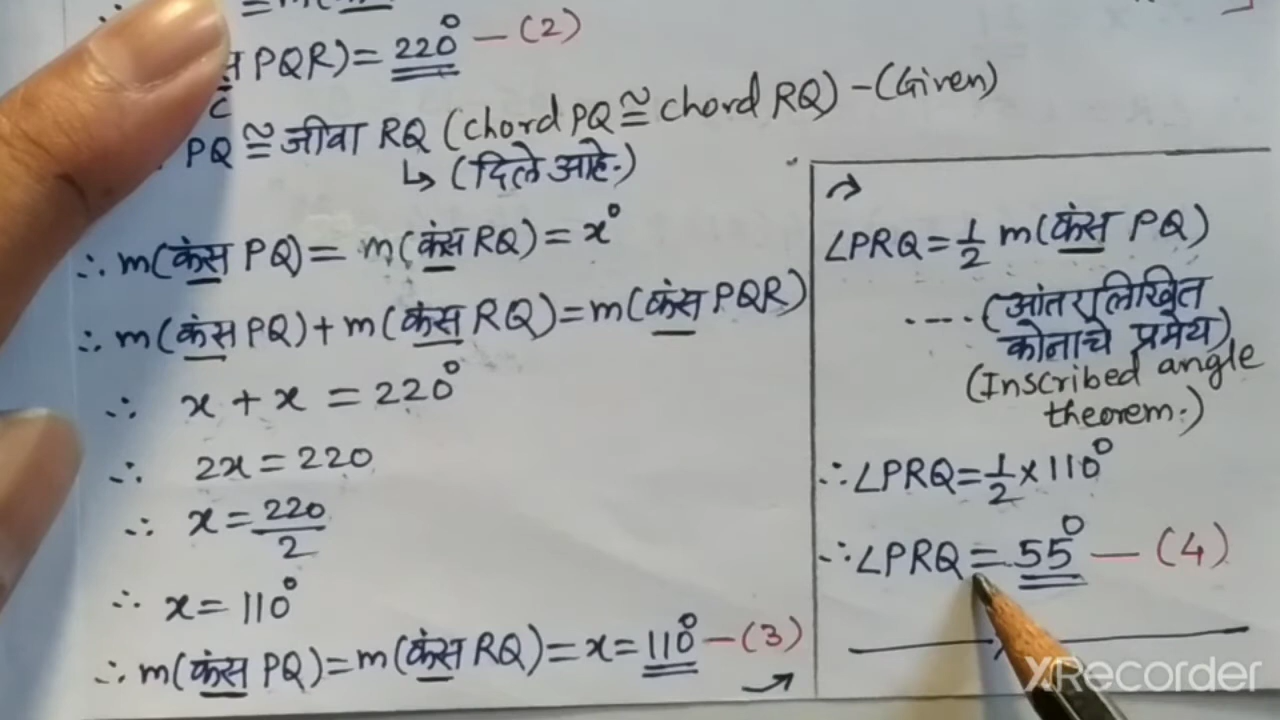 PQR) = 220° — (2)
PQ ≅ जीवा RQ (chord PQ ≅ chord RQ) - (Given)
↳ (दिले आहे.)
∴ m(कंस PQ) = m(कंस RQ) = x°
∴ m(कंस PQ) + m(कंस RQ) = m(कंस PQR)
∴ x + x = 220°
∴ 2x = 220
∴ x = 220/2
∴ x = 110°
∴ m(कंस PQ) = m(कंस RQ) = x = 110° — (3)
∠PRQ = 1/2 m(कंस PQ)
.... (आंतरलिखित
कोनाचे प्रमेय)
(Inscribed angle
theorem.)
∴ ∠PRQ = 1/2 × 110°
∴ ∠PRQ = 55° — (4)
XRecorder